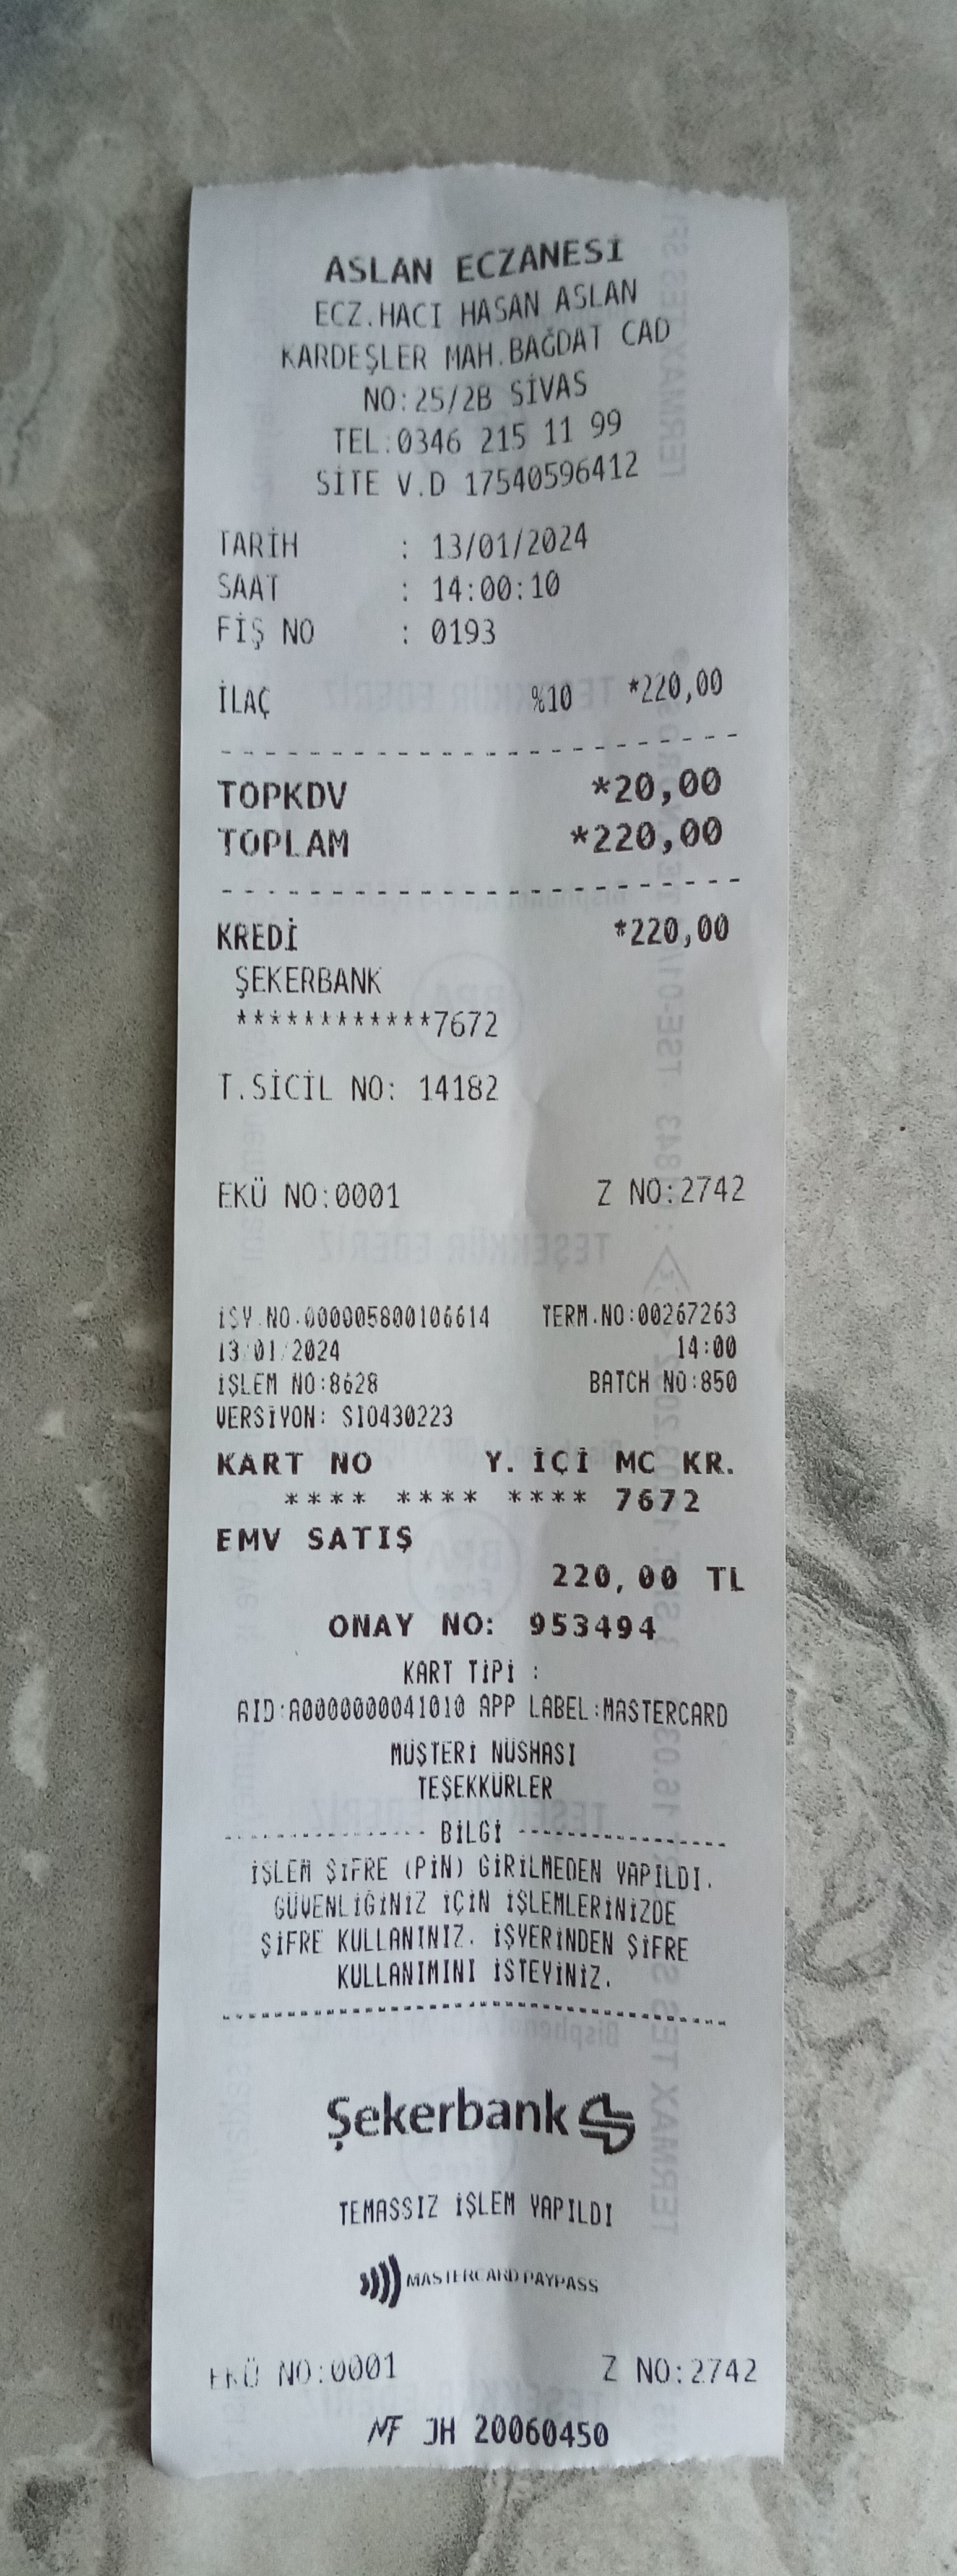 ASLAN ECZANESİ
ECZ.HACI HASAN ASLAN
KARDEŞLER MAH.BAĞDAT CAD
NO:25/2B SİVAS
TEL:0346 215 11 99
SİTE V.D 17540596412
TARİH : 13/01/2024
SAAT : 14:00:10
FİŞ NO : 0193
İLAÇ %10 *220,00
TOPKDV *20,00
TOPLAM *220,00
KREDİ *220,00
ŞEKERBANK
************7672
T.SİCİL NO: 14182
EKÜ NO:0001 Z NO:2742
İŞY.NO.000005800106614 TERM.NO:00267263
13/01/2024 14:00
İŞLEM NO:8628 BATCH NO:850
VERSİYON: SIO430223
KART NO Y. İÇİ MC KR.
**** **** **** 7672
EMV SATIŞ
220,00 TL
ONAY NO: 953494
KART TİPİ :
AID:A0000000041010 APP LABEL:MASTERCARD
MÜŞTERİ NÜSHASI
TEŞEKKÜRLER
BİLGİ
İŞLEM ŞİFRE (PİN) GİRİLMEDEN YAPILDI.
GÜVENLİĞİNİZ İÇİN İŞLEMLERİNİZDE
ŞİFRE KULLANINIZ. İŞYERİNDEN ŞİFRE
KULLANIMINI İSTEYİNİZ.
Şekerbank
TEMASSIZ İŞLEM YAPILDI
MASTERCARD PAYPASS
EKÜ NO:0001 Z NO:2742
MF JH 20060450